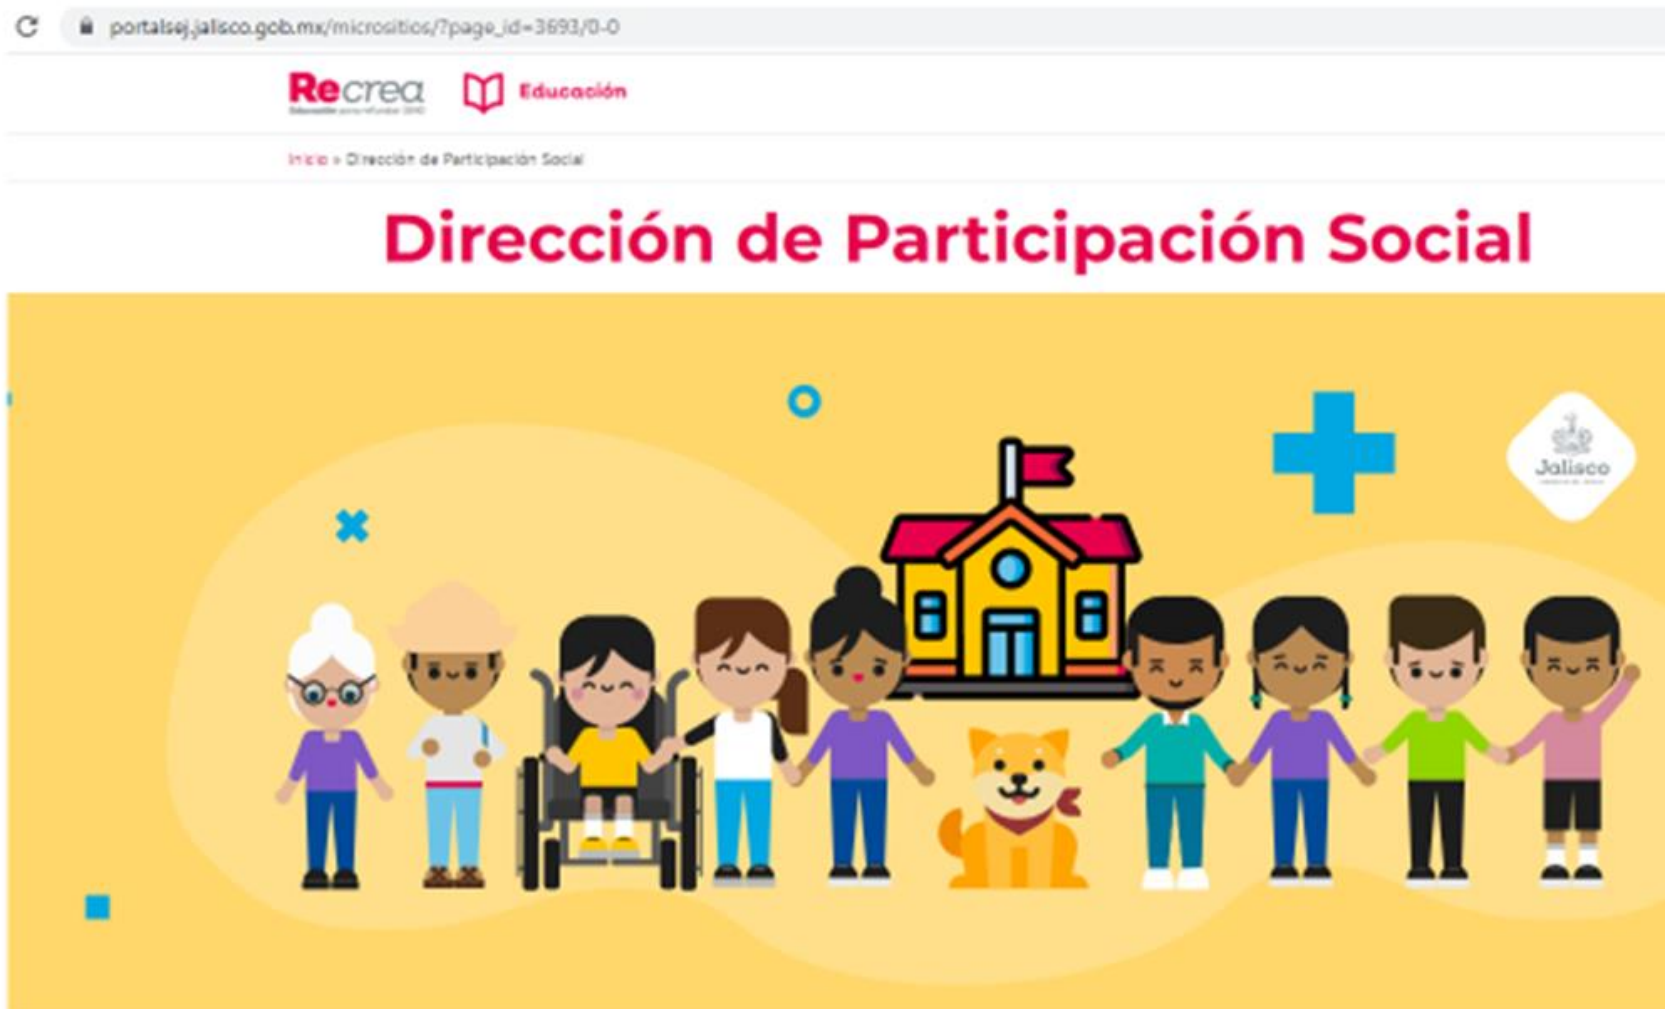 portalsej.jalisco.gob.mx/micrositios/?page_id=3693/0-0
Recrea
Educación
Inicio » Dirección de Participación Social
Dirección de Participación Social
Jalisco